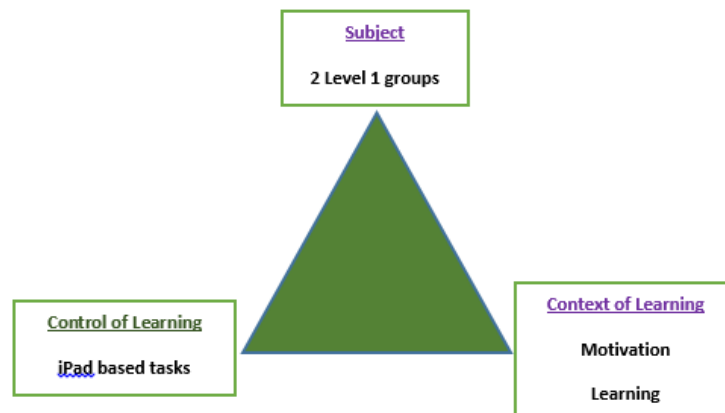 Subject
2 Level 1 groups
Control of Learning
iPad based tasks
Context of Learning
Motivation
Learning